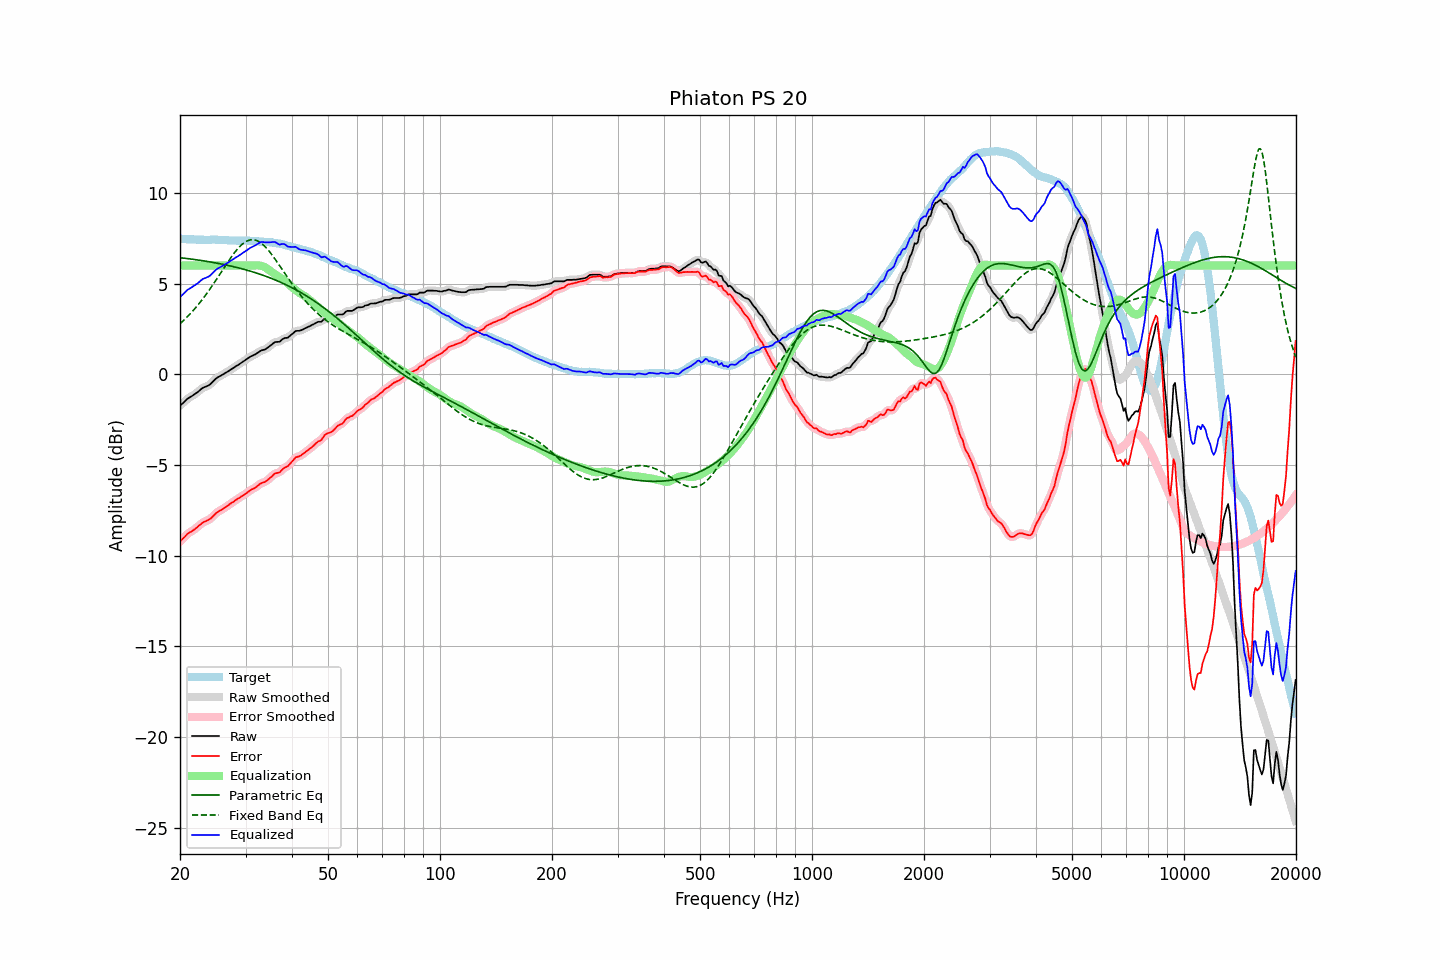 Phiaton PS 20
Amplitude (dBr)
10
5
0
−5
−10
−15
−20
−25
Target
Raw Smoothed
Error Smoothed
Raw
Error
Equalization
Parametric Eq
Fixed Band Eq
Equalized
20 50 100 200 500 1000 2000 5000 10000 20000
Frequency (Hz)